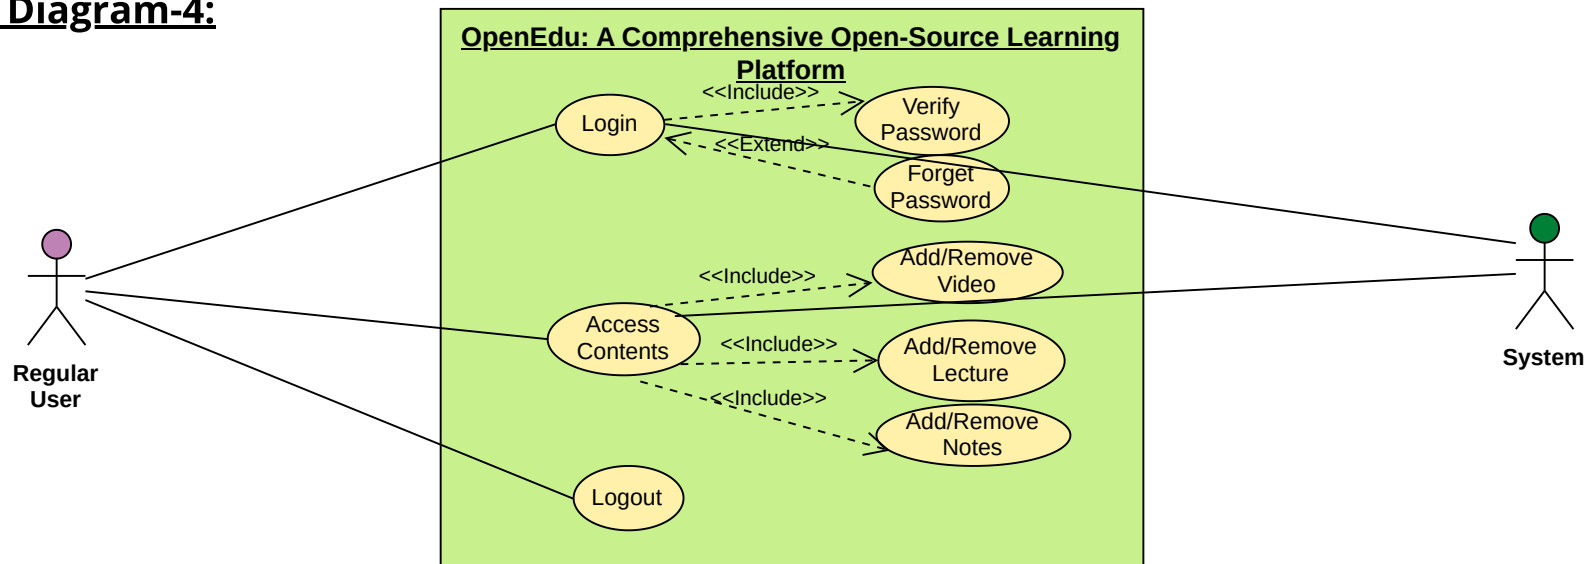 Diagram-4:
OpenEdu: A Comprehensive Open-Source Learning
Platform
<<Include>>
Login
Verify
Password
<<Extend>>
Forget
Password
<<Include>>
Add/Remove
Video
Access
Contents
<<Include>>
Add/Remove
Lecture
<<Include>>
Add/Remove
Notes
Logout
Regular
User
System